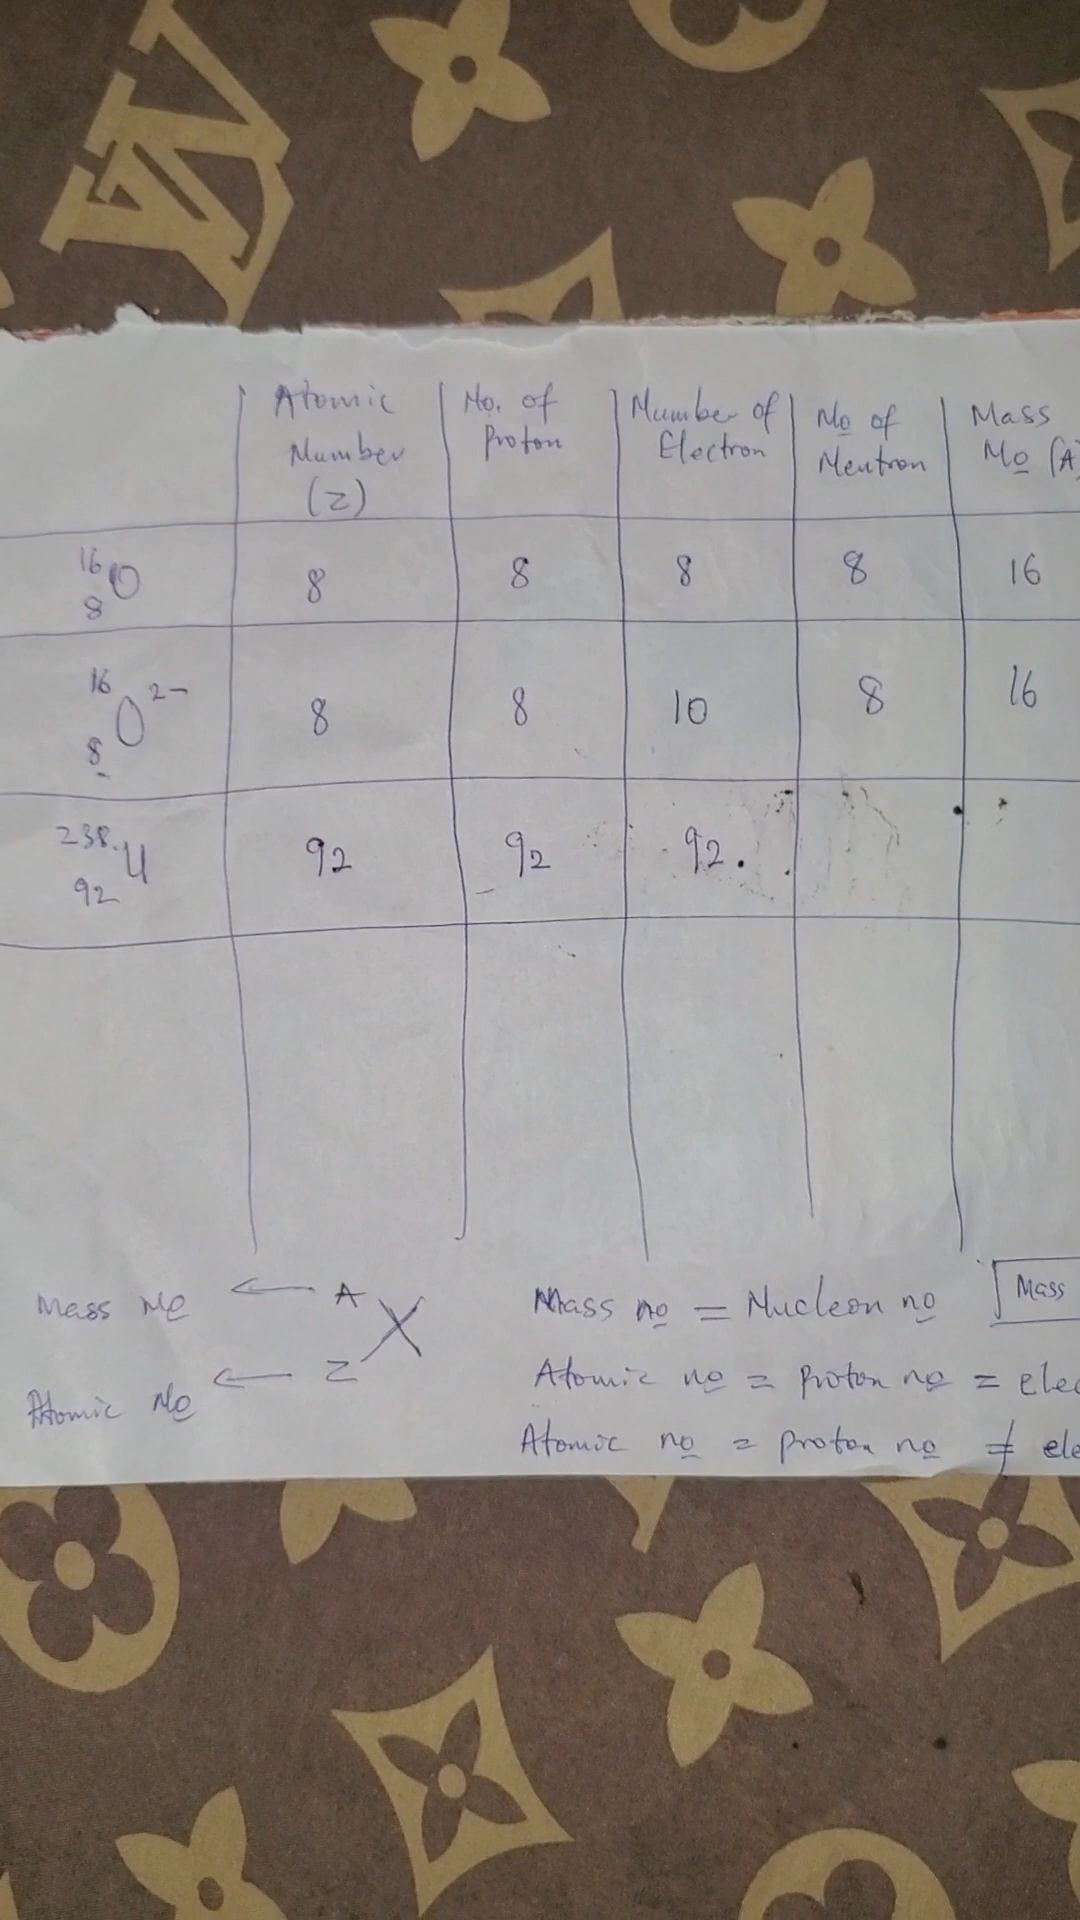 Atomic Number (Z) | No. of Proton | Number of Electron | No of Neutron | Mass No (A)
16 8 O | 8 | 8 | 8 | 8 | 16
16 8 O 2- | 8 | 8 | 10 | 8 | 16
238 92 U | 92 | 92 | 92.
Mass No ← A X
Atomic No ← Z
Mass no = Nucleon no Mass
Atomic no = proton no =
Atomic no = proton no ≠